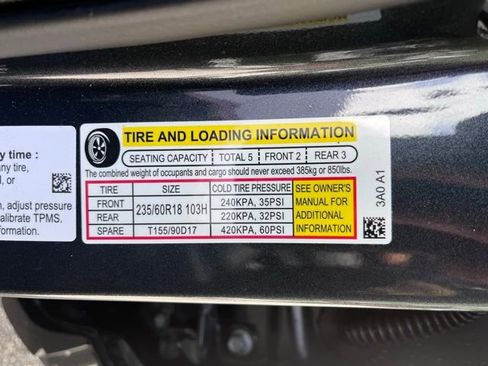 TIRE AND LOADING INFORMATION
SEATING CAPACITY TOTAL 5 FRONT 2 REAR 3
The combined weight of occupants and cargo should never exceed 385kg or 850lbs.
TIRE SIZE COLD TIRE PRESSURE SEE OWNER'S MANUAL FOR ADDITIONAL INFORMATION
FRONT 235/60R18 103H 240KPA, 35PSI
REAR 220KPA, 32PSI
SPARE T155/90D17 420KPA, 60PSI
3A0 A1
y time :
ny tire,
l, or
n, adjust pressure
alibrate TPMS.
formation.